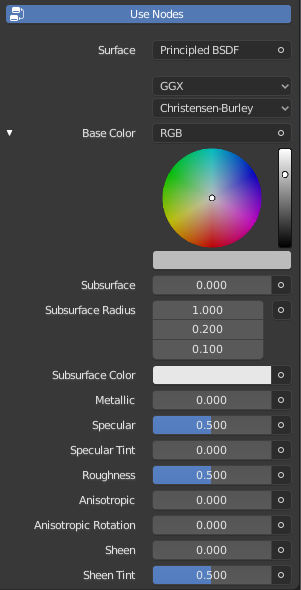 Use Nodes
Surface Principled BSDF
GGX
Christensen-Burley
Base Color RGB
Subsurface 0.000
Subsurface Radius 1.000
0.200
0.100
Subsurface Color
Metallic 0.000
Specular 0.500
Specular Tint 0.000
Roughness 0.500
Anisotropic 0.000
Anisotropic Rotation 0.000
Sheen 0.000
Sheen Tint 0.500